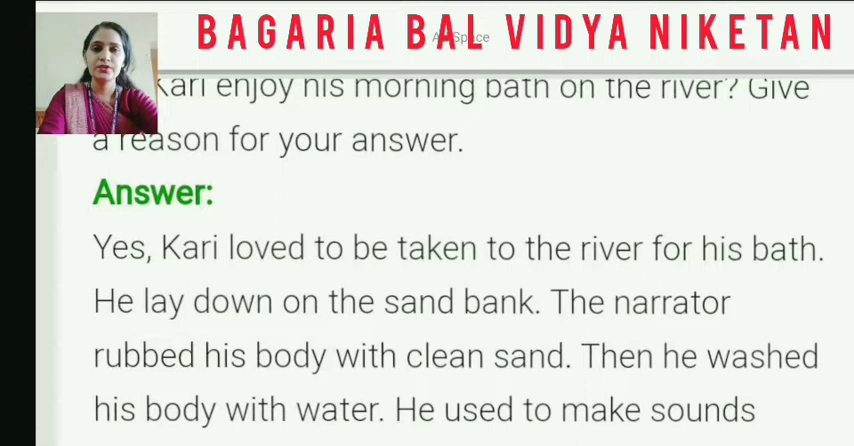 BAGARIA BAL VIDYA NIKETAN
Kari enjoy his morning bath on the river? Give
a reason for your answer.
Answer:
Yes, Kari loved to be taken to the river for his bath.
He lay down on the sand bank. The narrator
rubbed his body with clean sand. Then he washed
his body with water. He used to make sounds